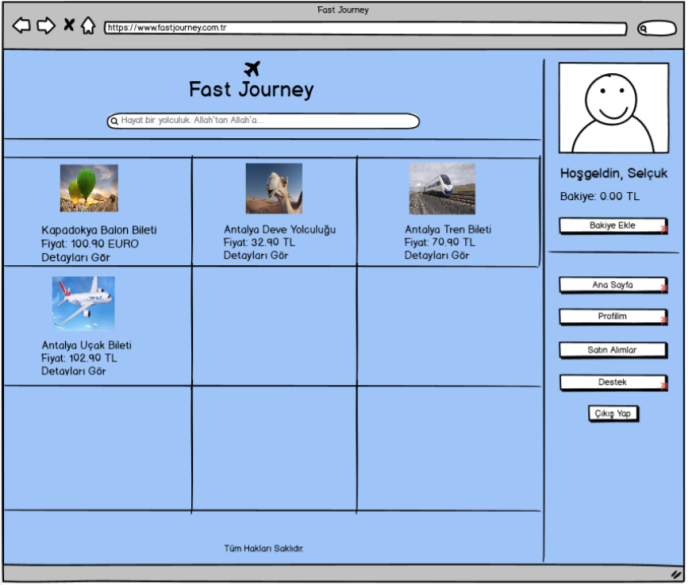 Fast Journey
https://www.fastjourney.com.tr
Fast Journey
Hayat bir yolculuk. Allah'tan Allah'a...
Kapadokya Balon Bileti
Fiyat: 100.90 EURO
Detayları Gör
Antalya Deve Yolculuğu
Fiyat: 32.90 TL
Detayları Gör
Antalya Tren Bileti
Fiyat: 70.90 TL
Detayları Gör
Antalya Uçak Bileti
Fiyat: 102.90 TL
Detayları Gör
Tüm Hakları Saklıdır.
Hoşgeldin, Selçuk
Bakiye: 0.00 TL
Bakiye Ekle
Ana Sayfa
Profilim
Satın Alımlar
Destek
Çıkış Yap